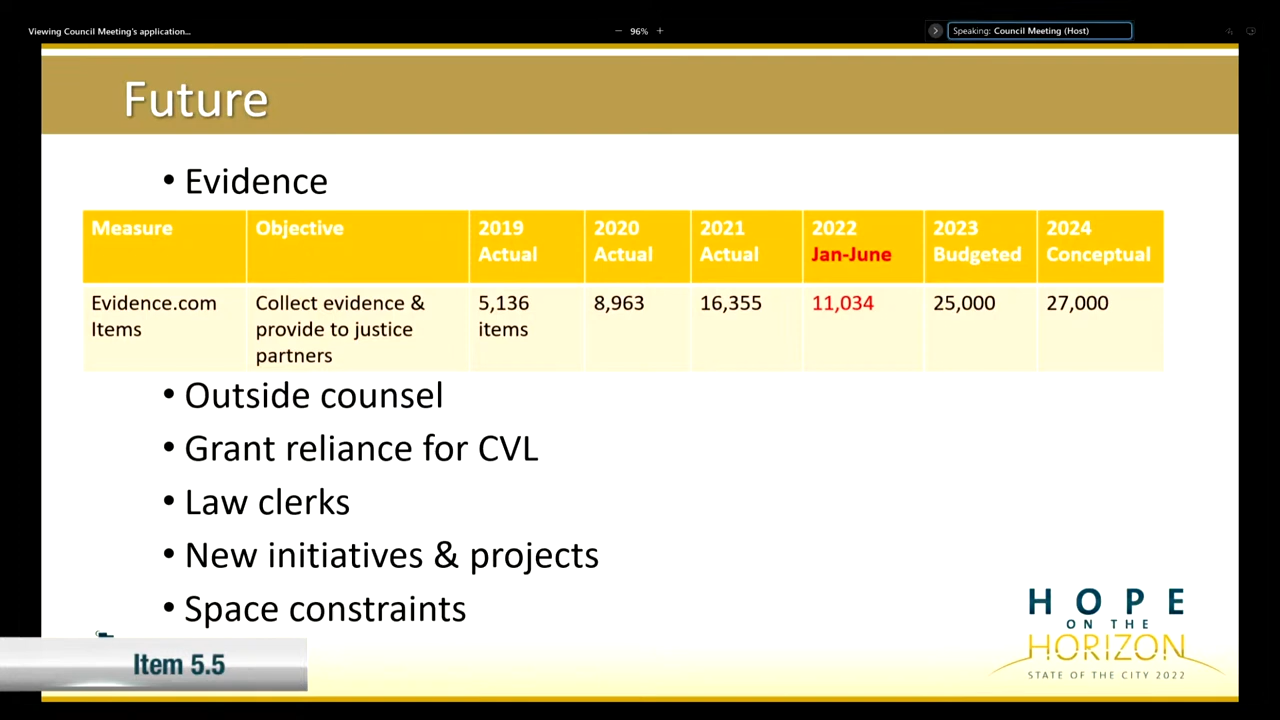 Viewing Council Meeting's application...
− 96% +
Speaking: Council Meeting (Host)
Future
• Evidence
Measure Objective 2019 Actual 2020 Actual 2021 Actual 2022 Jan-June 2023 Budgeted 2024 Conceptual
Evidence.com Items Collect evidence & provide to justice partners 5,136 items 8,963 16,355 11,034 25,000 27,000
• Outside counsel
• Grant reliance for CVL
• Law clerks
• New initiatives & projects
• Space constraints
HOPE
ON THE
HORIZON
STATE OF THE CITY 2022
Item 5.5